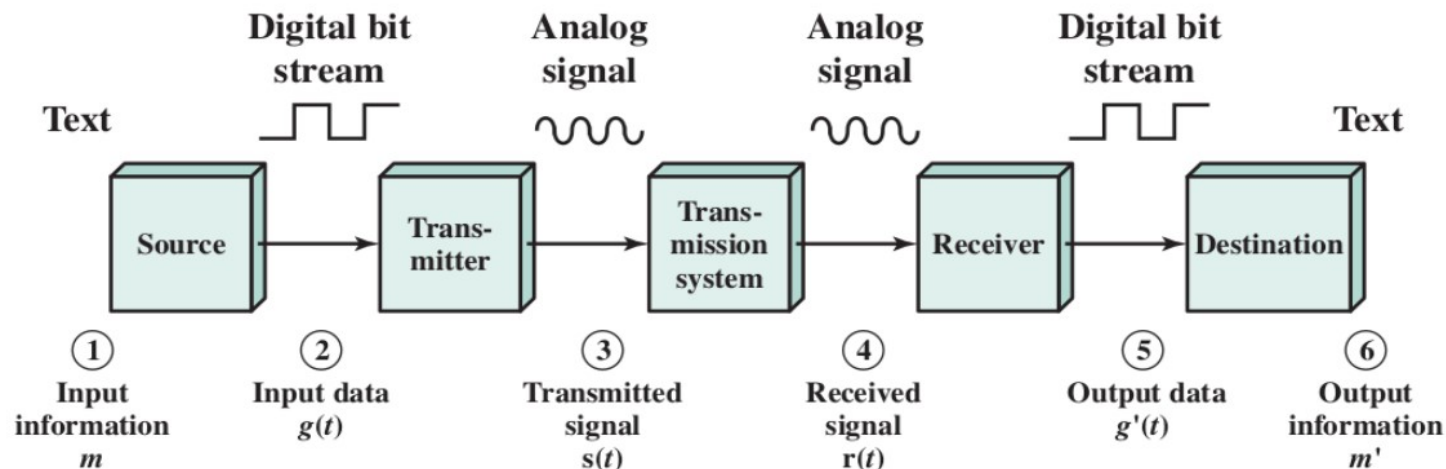 Digital bit
stream
Analog
signal
Analog
signal
Digital bit
stream
Text
Text
Source
Trans-
mitter
Trans-
mission
system
Receiver
Destination
1
Input
information
m
2
Input data
g(t)
3
Transmitted
signal
s(t)
4
Received
signal
r(t)
5
Output data
g'(t)
6
Output
information
m'